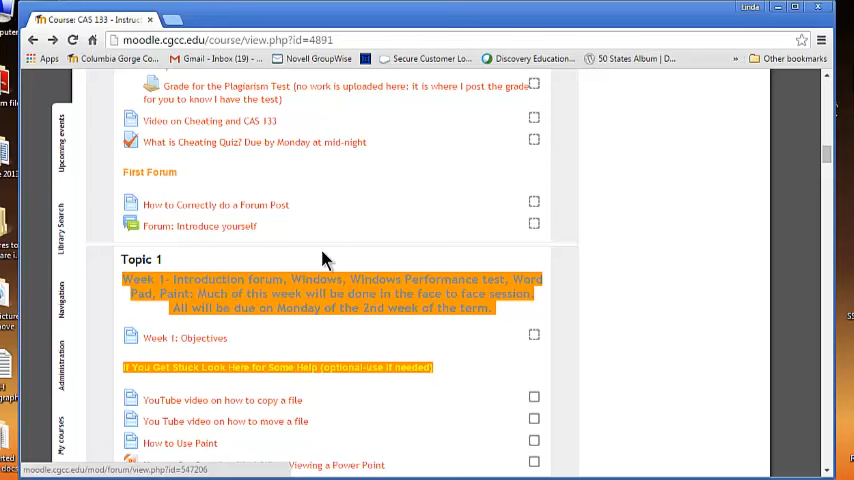 Linda
Course: CAS 133 - Instruc
moodle.cgcc.edu/course/view.php?id=4891
Apps Columbia Gorge Co... Gmail - Inbox (19) - ... Novell GroupWise Secure Customer Lo... Discovery Education... 50 States Album | D... » Other bookmarks
Grade for the Plagiarism Test (no work is uploaded here: it is where I post the grade
for you to know I have the test)
Video on Cheating and CAS 133
What is Cheating Quiz? Due by Monday at mid-night
First Forum
How to Correctly do a Forum Post
Forum: Introduce yourself
Topic 1
Week 1- Introduction forum, Windows, Windows Performance test, Word
Pad, Paint: Much of this week will be done in the face to face session.
All will be due on Monday of the 2nd week of the term.
Week 1: Objectives
If You Get Stuck Look Here for Some Help (optional-use if needed)
YouTube video on how to copy a file
You Tube video on how to move a file
How to Use Paint
Viewing a Power Point
moodle.cgcc.edu/mod/forum/view.php?id=547206
Upcoming events
Library Search
Navigation
Administration
My courses